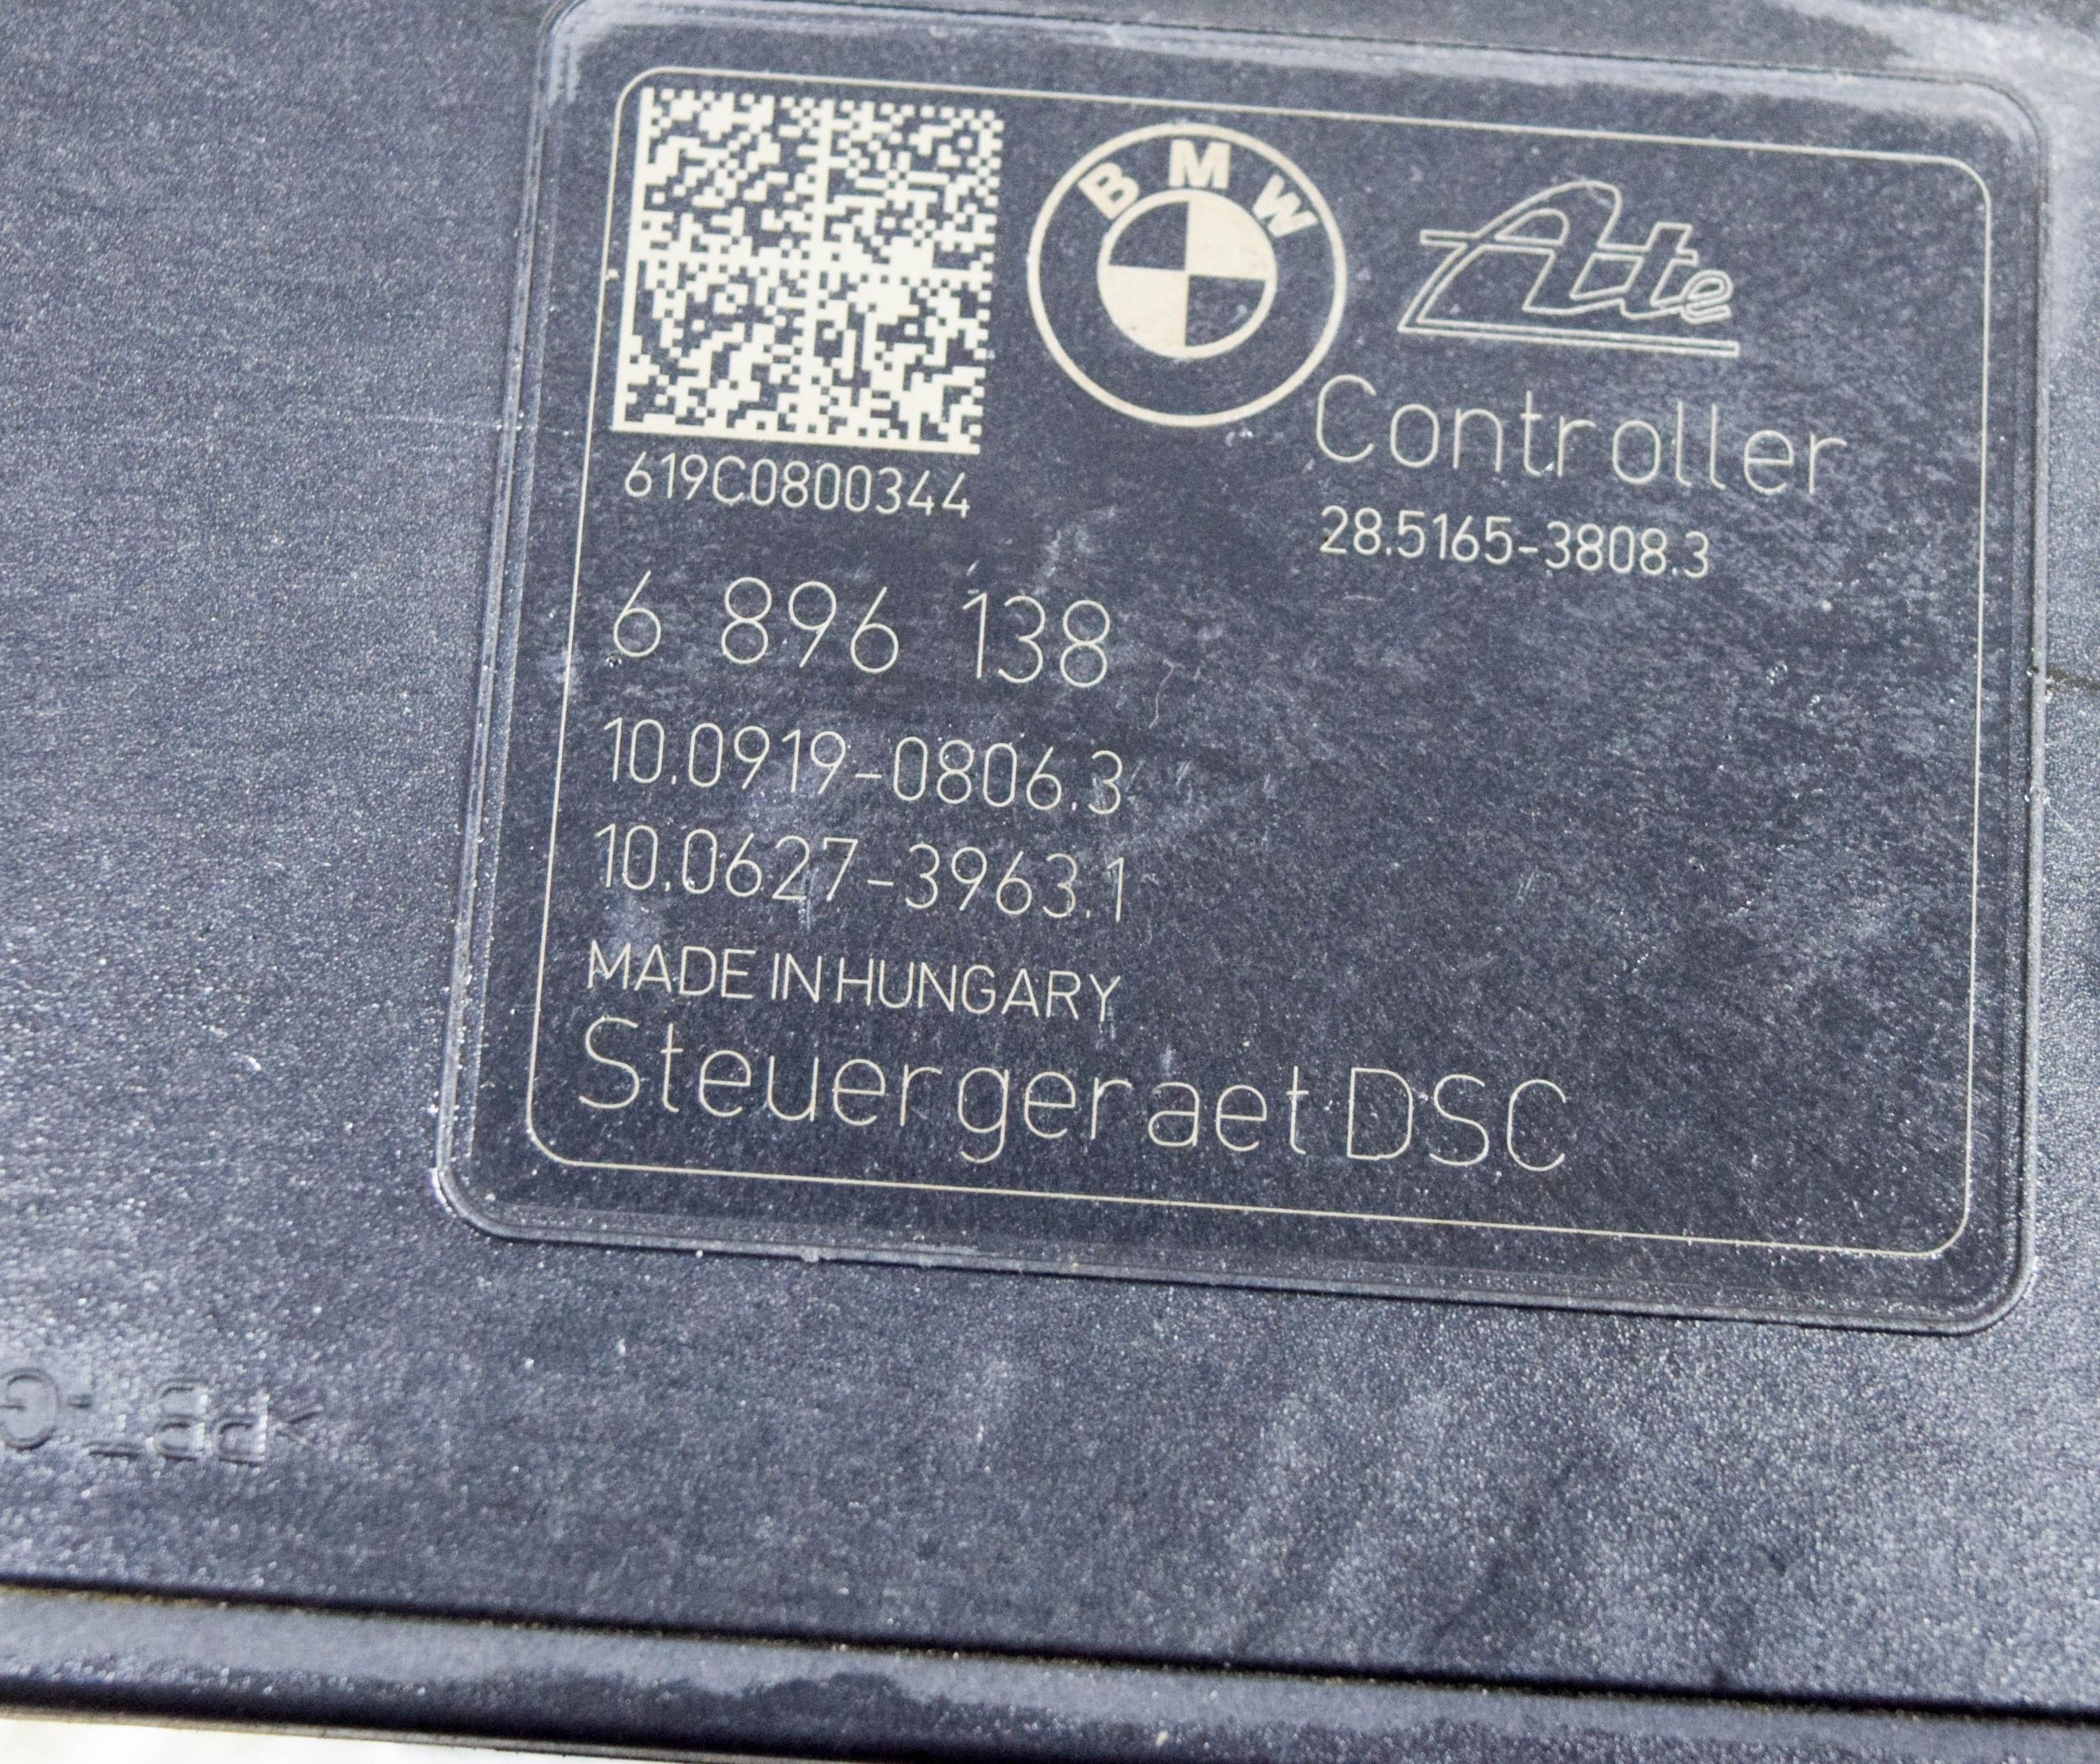 BMW
Ate
Controller
28.5165-3808.3
619C0800344
6 896 138
10.0919-0806.3
10.0627-3963.1
MADE IN HUNGARY
Steuergeraet DSC
>PBT-G